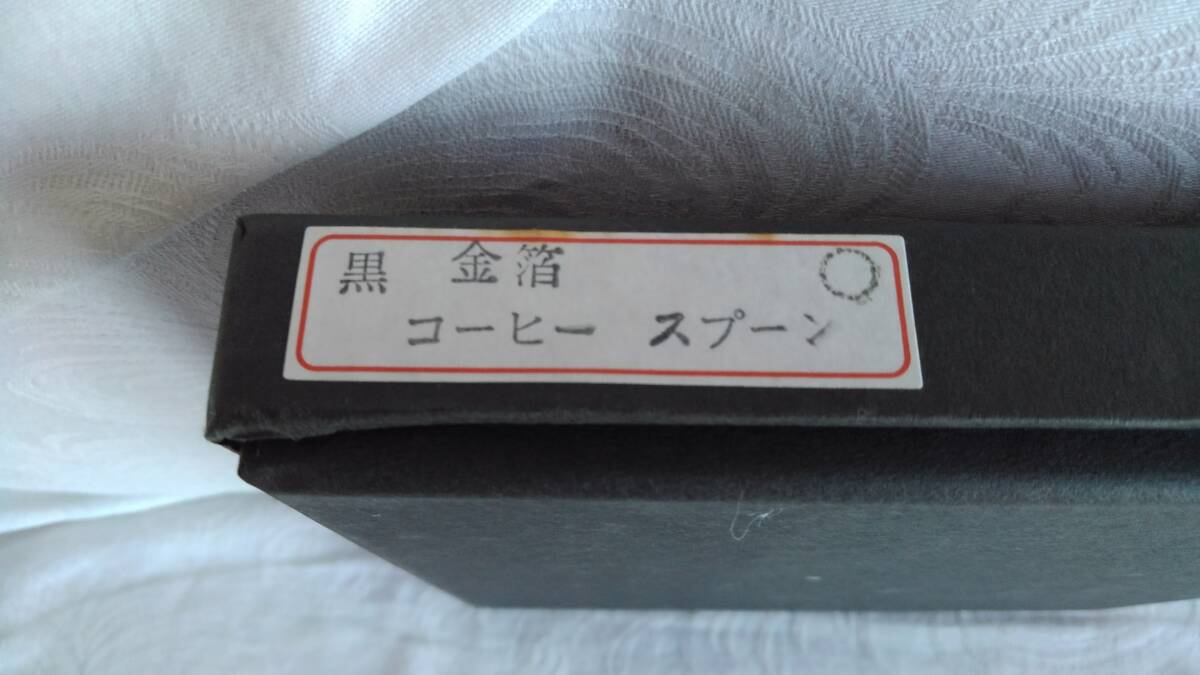 黒 金箔
コーヒー スプーン